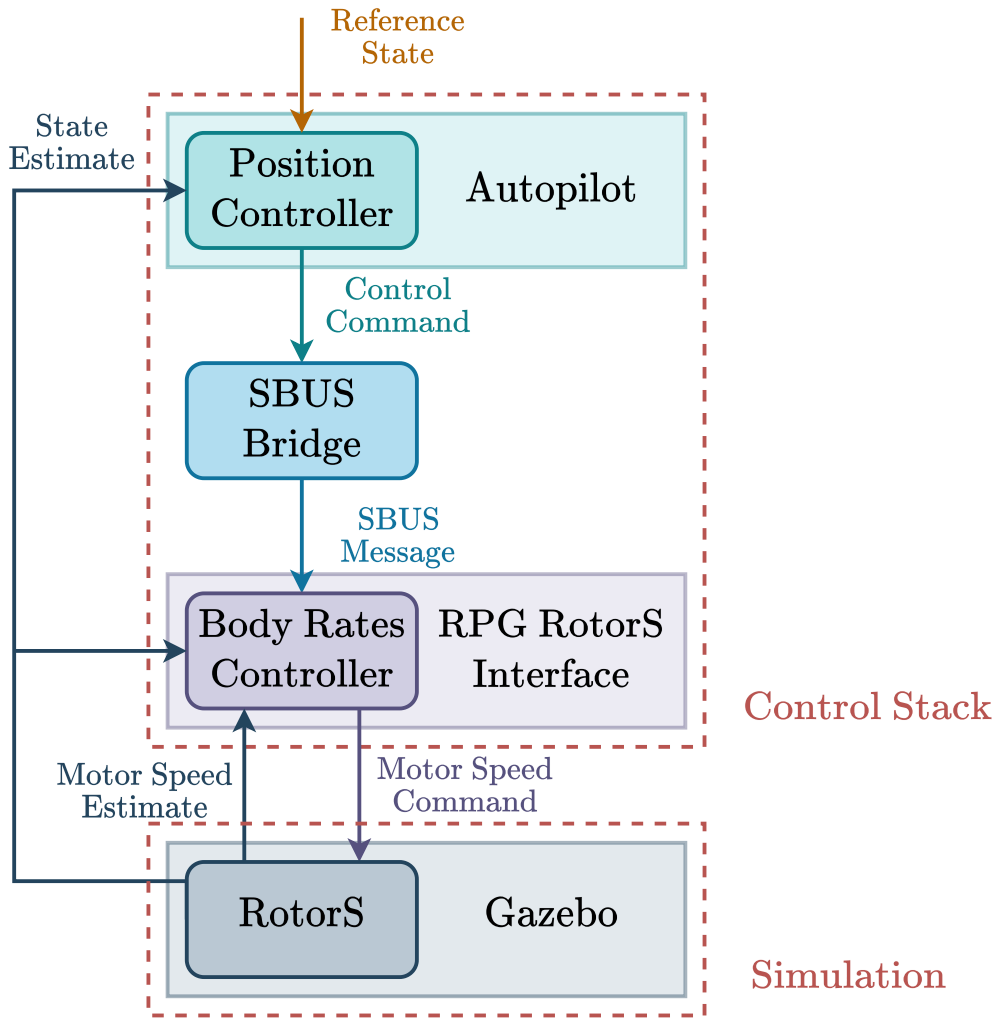 Reference
State
State
Estimate
Position
Controller
Autopilot
Control
Command
SBUS
Bridge
SBUS
Message
Body Rates
Controller
RPG RotorS
Interface
Control Stack
Motor Speed
Estimate
Motor Speed
Command
RotorS
Gazebo
Simulation